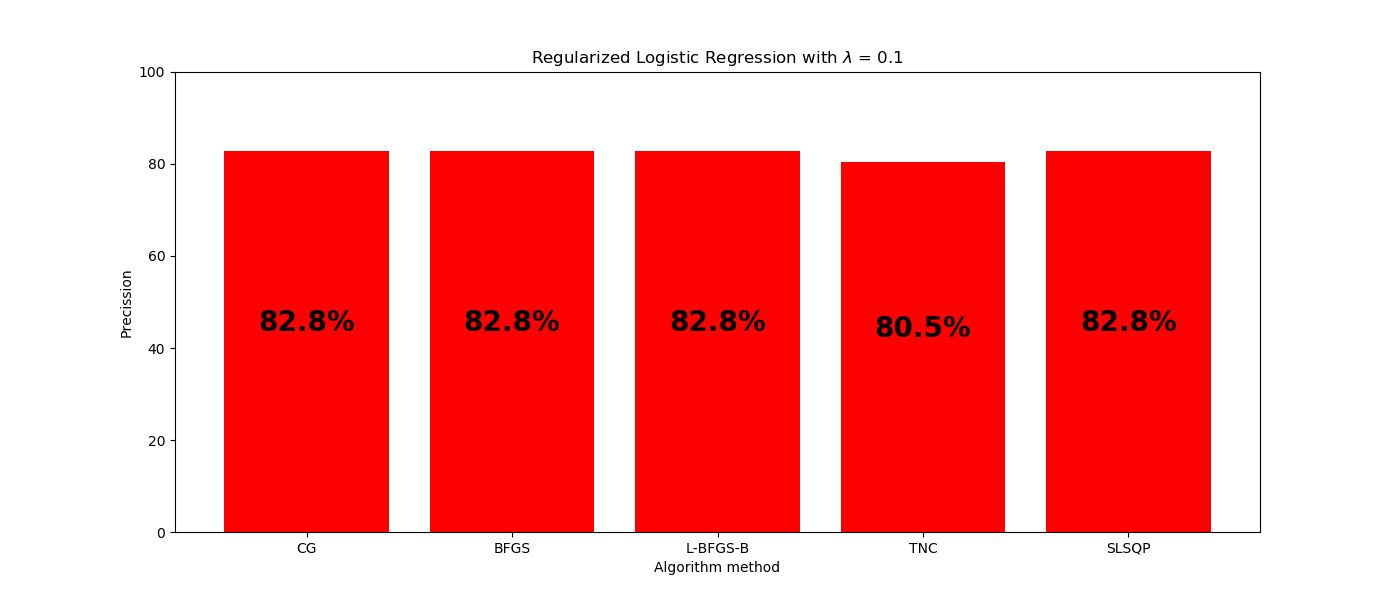 Regularized Logistic Regression with λ = 0.1
100
80
60
40
20
0
Precission
82.8%
82.8%
82.8%
80.5%
82.8%
CG
BFGS
L-BFGS-B
TNC
SLSQP
Algorithm method